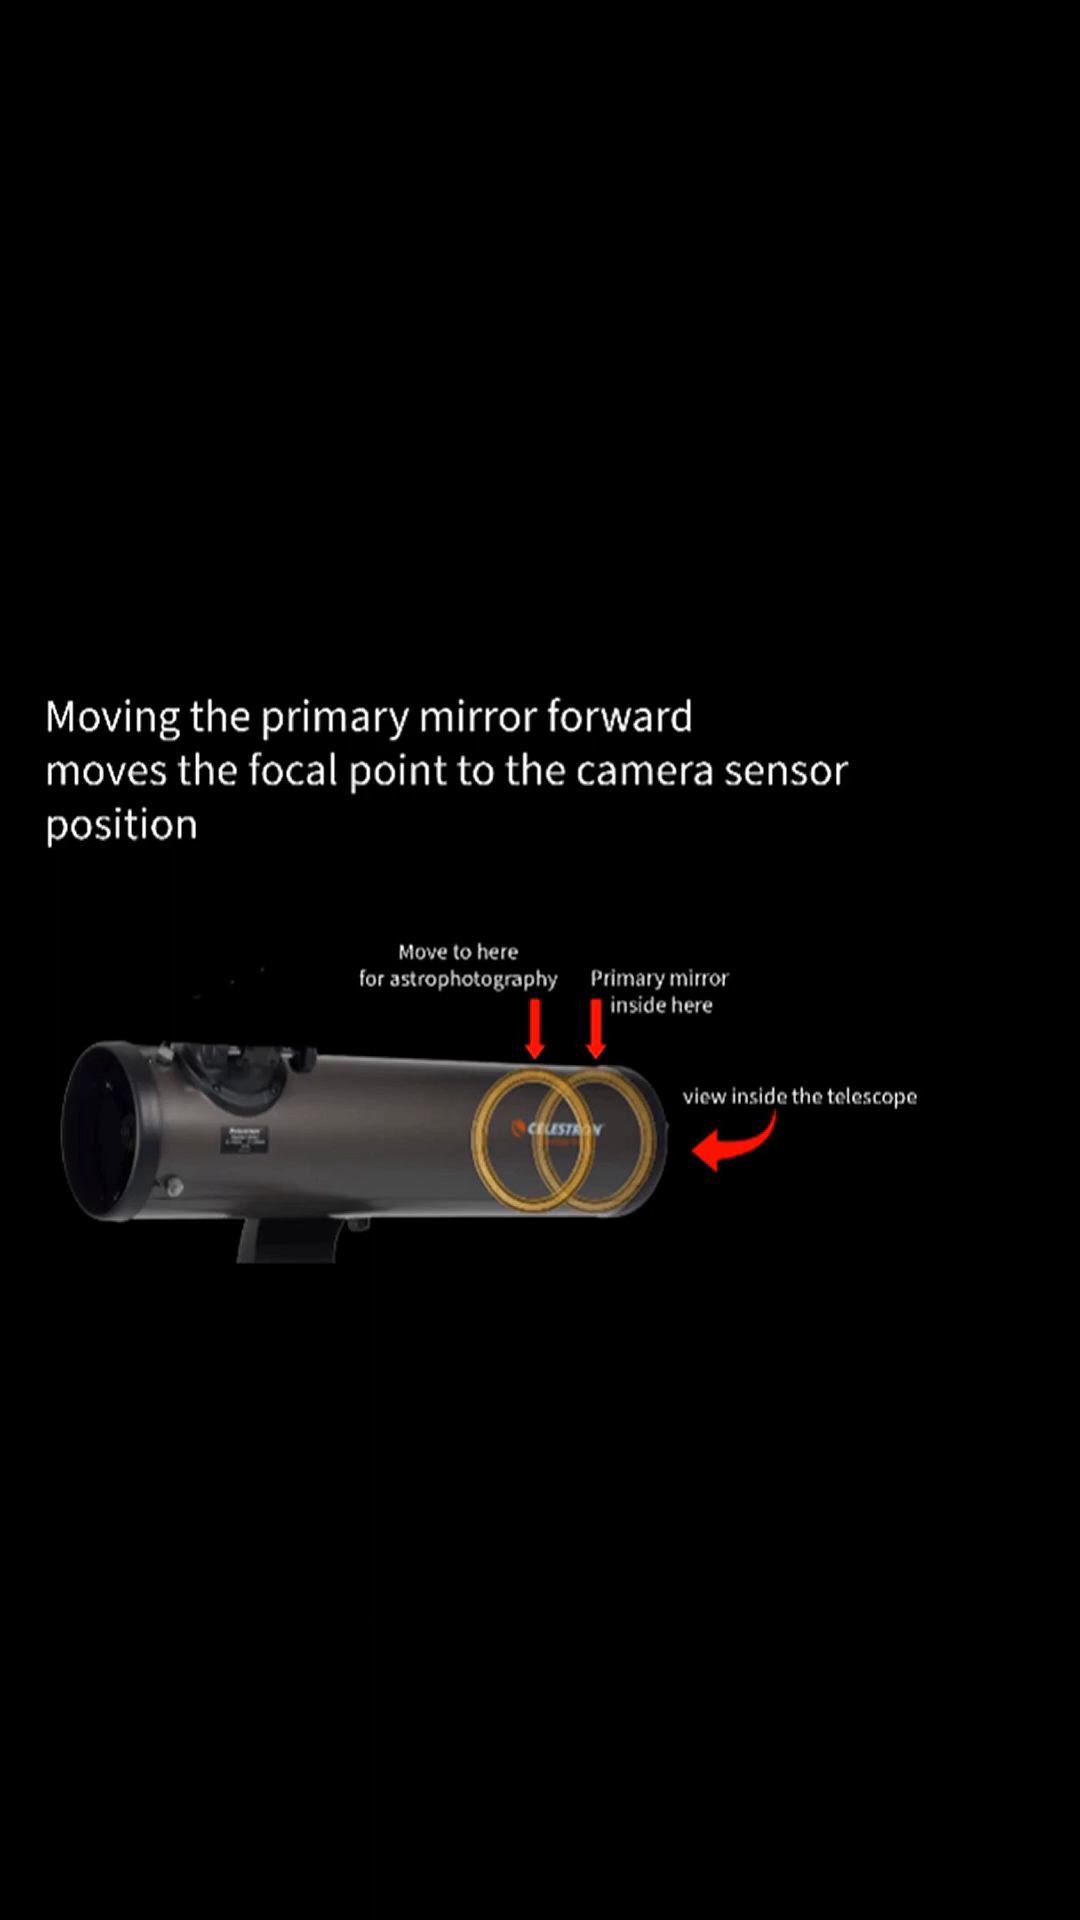 Moving the primary mirror forward
moves the focal point to the camera sensor
position
Move to here
for astrophotography
Primary mirror
inside here
view inside the telescope
CELESTRON